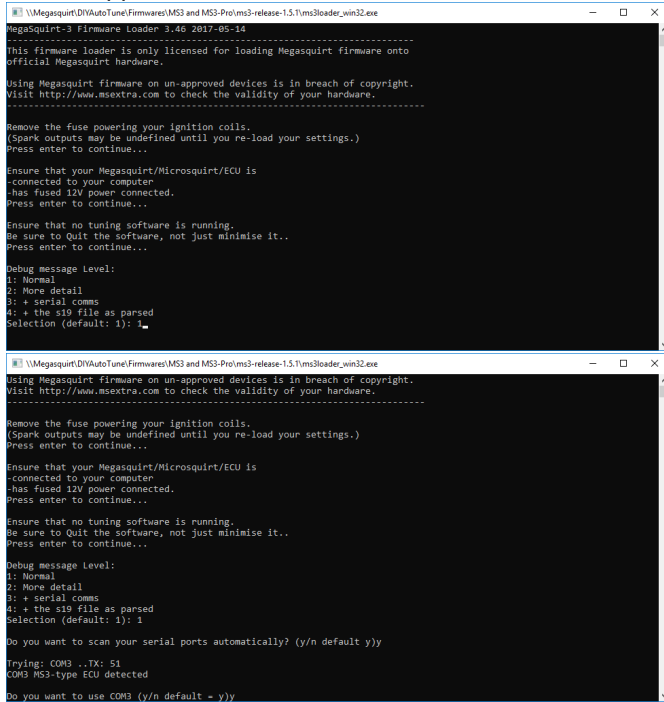 \\Megasquirt\DIYAutoTune\Firmwares\MS3 and MS3-Pro\ms3-release-1.5.1\ms3loader_win32.exe
MegaSquirt-3 Firmware Loader 3.46 2017-05-14
---------------------------------------------------------------------------
This firmware loader is only licensed for loading Megasquirt firmware onto
official Megasquirt hardware.
Using Megasquirt firmware on un-approved devices is in breach of copyright.
Visit http://www.msextra.com to check the validity of your hardware.
-----------------------------------------------------------------------------
Remove the fuse powering your ignition coils.
(Spark outputs may be undefined until you re-load your settings.)
Press enter to continue...
Ensure that your Megasquirt/Microsquirt/ECU is
-connected to your computer
-has fused 12V power connected.
Press enter to continue...
Ensure that no tuning software is running.
Be sure to Quit the software, not just minimise it..
Press enter to continue...
Debug message Level:
1: Normal
2: More detail
3: + serial comms
4: + the s19 file as parsed
Selection (default: 1): 1
\\Megasquirt\DIYAutoTune\Firmwares\MS3 and MS3-Pro\ms3-release-1.5.1\ms3loader_win32.exe
Using Megasquirt firmware on un-approved devices is in breach of copyright.
Visit http://www.msextra.com to check the validity of your hardware.
-----------------------------------------------------------------------------
Remove the fuse powering your ignition coils.
(Spark outputs may be undefined until you re-load your settings.)
Press enter to continue...
Ensure that your Megasquirt/Microsquirt/ECU is
-connected to your computer
-has fused 12V power connected.
Press enter to continue...
Ensure that no tuning software is running.
Be sure to Quit the software, not just minimise it..
Press enter to continue...
Debug message Level:
1: Normal
2: More detail
3: + serial comms
4: + the s19 file as parsed
Selection (default: 1): 1
Do you want to scan your serial ports automatically? (y/n default y)y
Trying: COM3 ..TX: 51
COM3 MS3-type ECU detected
Do you want to use COM3 (y/n default = y)y